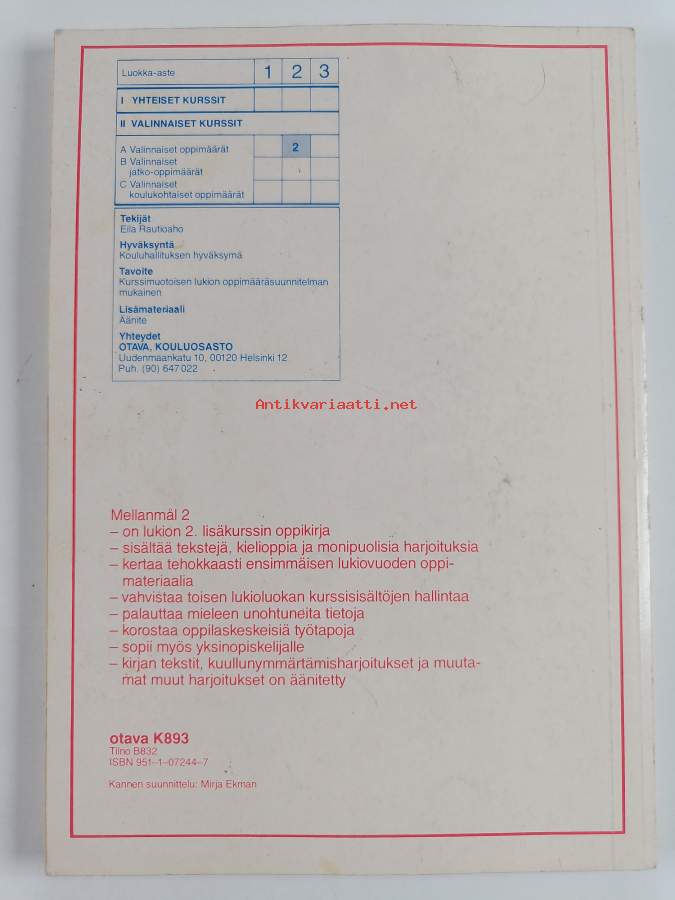 Luokka-aste 1 2 3
I YHTEISET KURSSIT
II VALINNAISET KURSSIT
A Valinnaiset oppimäärät 2
B Valinnaiset
jatko-oppimäärät
C Valinnaiset
koulukohtaiset oppimäärät
Tekijät
Eila Rautioaho
Hyväksyntä
Kouluhallituksen hyväksymä
Tavoite
Kurssimuotoisen lukion oppimääräsuunnitelman
mukainen
Lisämateriaali
Äänite
Yhteydet
OTAVA, KOULUOSASTO
Uudenmaankatu 10, 00120 Helsinki 12
Puh. (90) 647 022
Antikvariaatti.net
Mellanmål 2
– on lukion 2. lisäkurssin oppikirja
– sisältää tekstejä, kielioppia ja monipuolisia harjoituksia
– kertaa tehokkaasti ensimmäisen lukiovuoden oppi-
materiaalia
– vahvistaa toisen lukioluokan kurssisisältöjen hallintaa
– palauttaa mieleen unohtuneita tietoja
– korostaa oppilaskeskeisiä työtapoja
– sopii myös yksinopiskelijalle
– kirjan tekstit, kuullunymmärtämisharjoitukset ja muuta-
mat muut harjoitukset on äänitetty
otava K893
Tilno B832
ISBN 951–1–07244–7
Kannen suunnittelu: Mirja Ekman